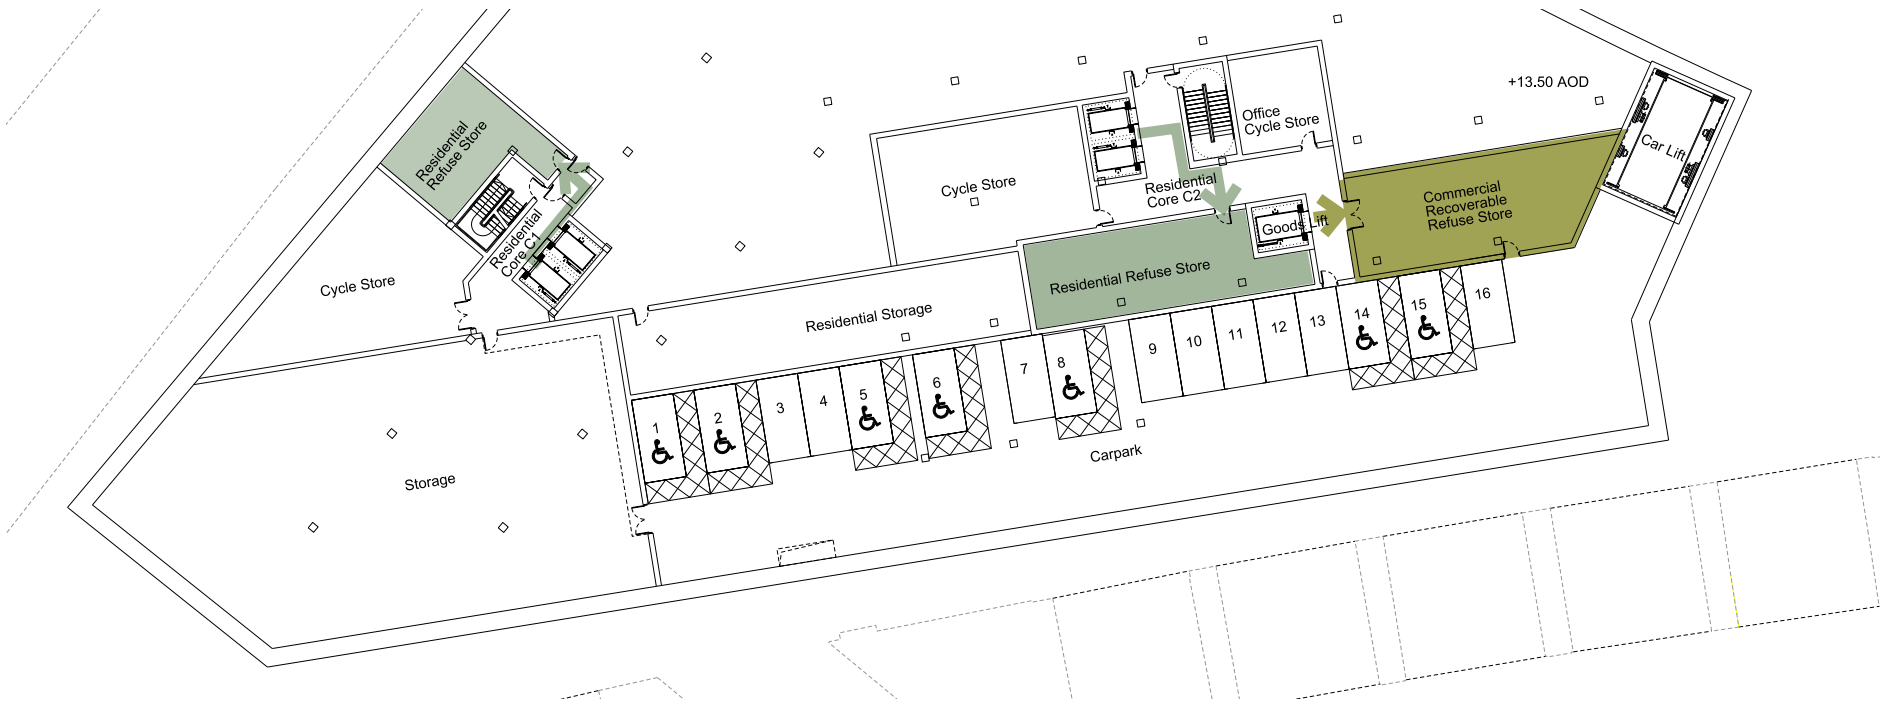 +13.50 AOD
Residential
Refuse Store
Office
Cycle Store
Car Lift
Cycle Store
Residential
Core C2
Commercial
Recoverable
Refuse Store
Residential
Core C1
Goods Lift
Cycle Store
Residential Refuse Store
Residential Storage
1
2
3
4
5
6
7
8
9
10
11
12
13
14
15
16
Carpark
Storage